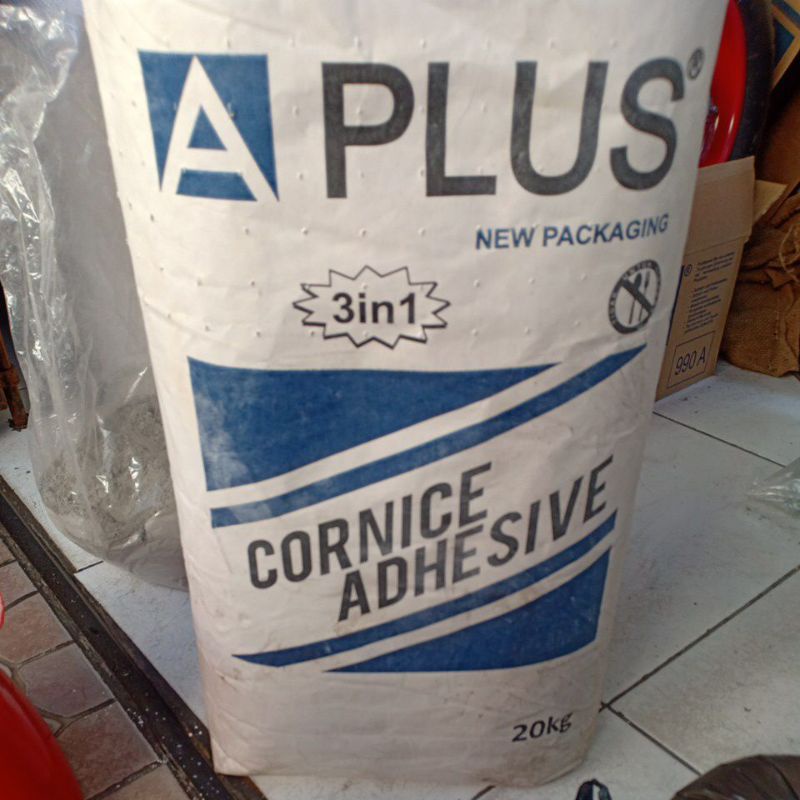 A PLUS®
NEW PACKAGING
3in1
CORNICE
ADHESIVE
20kg
990 A